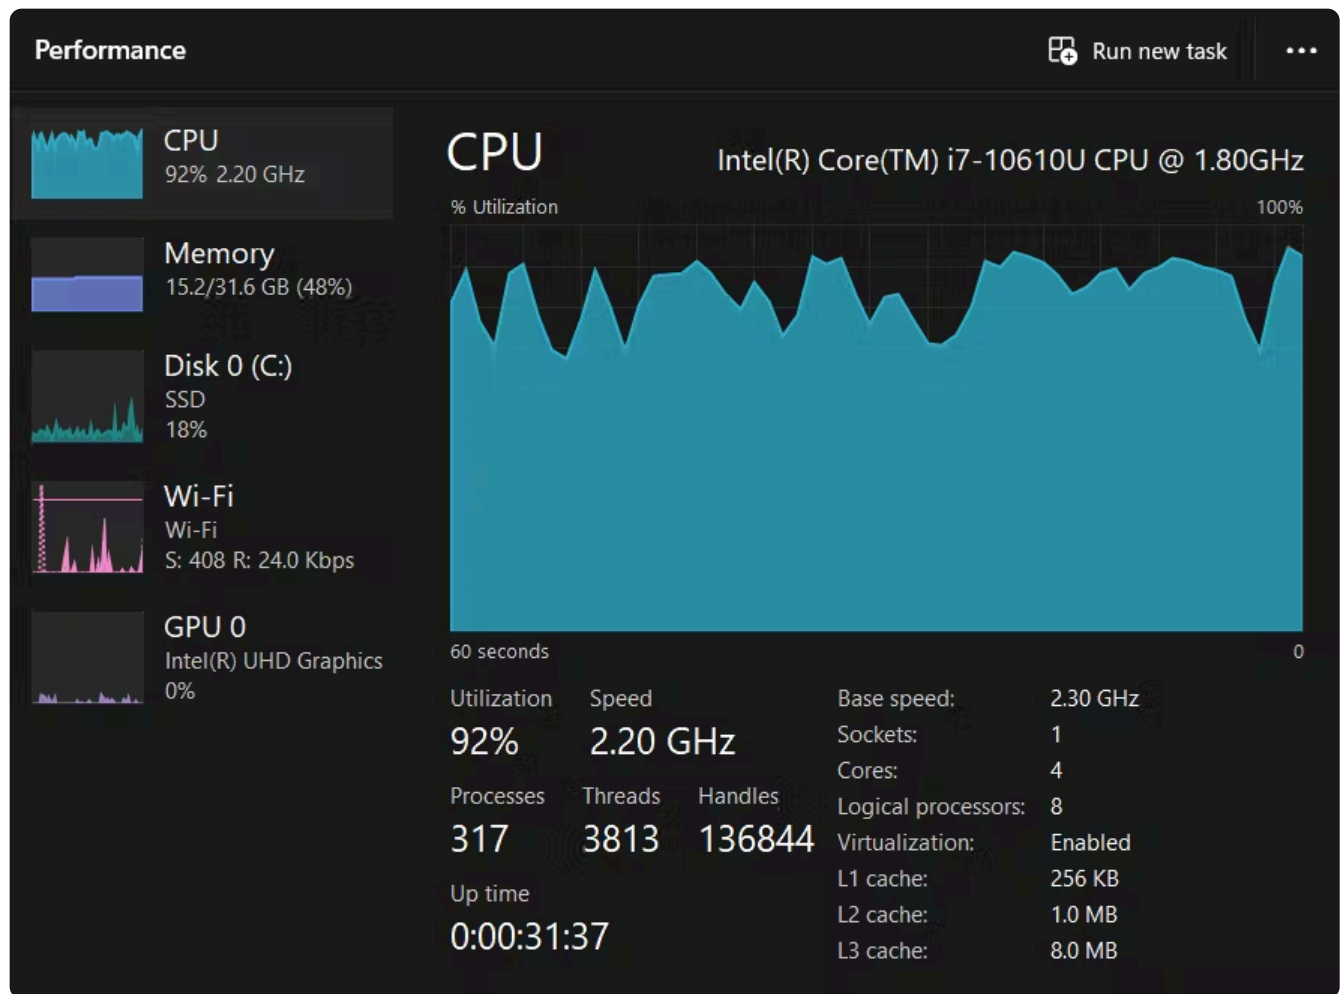 Performance
Run new task
CPU
92% 2.20 GHz
Memory
15.2/31.6 GB (48%)
Disk 0 (C:)
SSD
18%
Wi-Fi
Wi-Fi
S: 408 R: 24.0 Kbps
GPU 0
Intel(R) UHD Graphics
0%
CPU
Intel(R) Core(TM) i7-10610U CPU @ 1.80GHz
% Utilization 100%
60 seconds 0
Utilization Speed
92% 2.20 GHz
Processes Threads Handles
317 3813 136844
Up time
0:00:31:37
Base speed: 2.30 GHz
Sockets: 1
Cores: 4
Logical processors: 8
Virtualization: Enabled
L1 cache: 256 KB
L2 cache: 1.0 MB
L3 cache: 8.0 MB